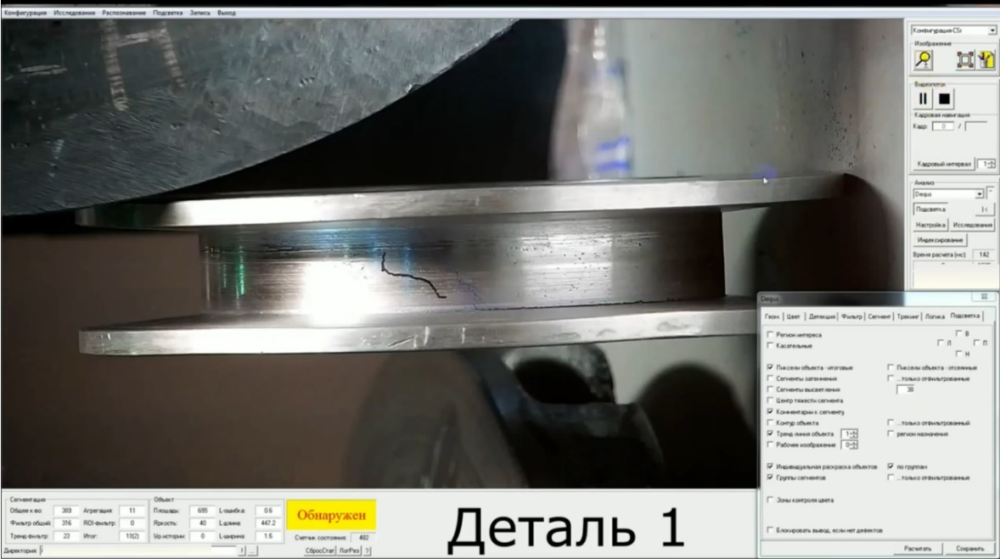 Конфигурация Исследования Распознавание Подсветка Запись Выход
Конфигурация-CSr
Изображение
Видеопоток
Кадровая навигация
Кадр 0 /
Кадровый интервал 1
Анализ
Dequs
Подсветка |<
Настройка Исследования
Индексирование
Время расчета (мс): 142
Dequs
Геом. Цвет Детекция Фильтр Сегмент Трекинг Логика Подсветка
Регион интереса В
Касательные Л П
Н
Пиксели объекта - итоговые Пиксели объекта - отсеянные
Сегменты затемнения ...только отфильтрованные
Сегменты высветления 30
Центр тяжести сегмента
Комментарии к сегменту
Контур объекта ...только отфильтрованный
Тренд-линия объекта 1 регион назначения
Рабочее изображение 0
Индивидуальная раскраска объектов по группам
Группы сегментов ...только отфильтрованные
Зоны контроля цвета
Блокировать вывод, если нет дефектов
Расчитать Сохранить
Сегментация Объект
Общее к-во: 389 Агрегация: 11 Площадь: 695 L-ошибка: 0.6
Фильтр общий: 316 ROI-фильтр: 0 Яркость: 40 L-длина: 447.2
Тренд-фильтр: 22 Итог: 13(2) Ур.истории: 0 L-ширина: 1.6
Обнаружен
Счетчик состояния: 482
Директория: ! ... СбросСтат ЛогРез ?
Деталь 1